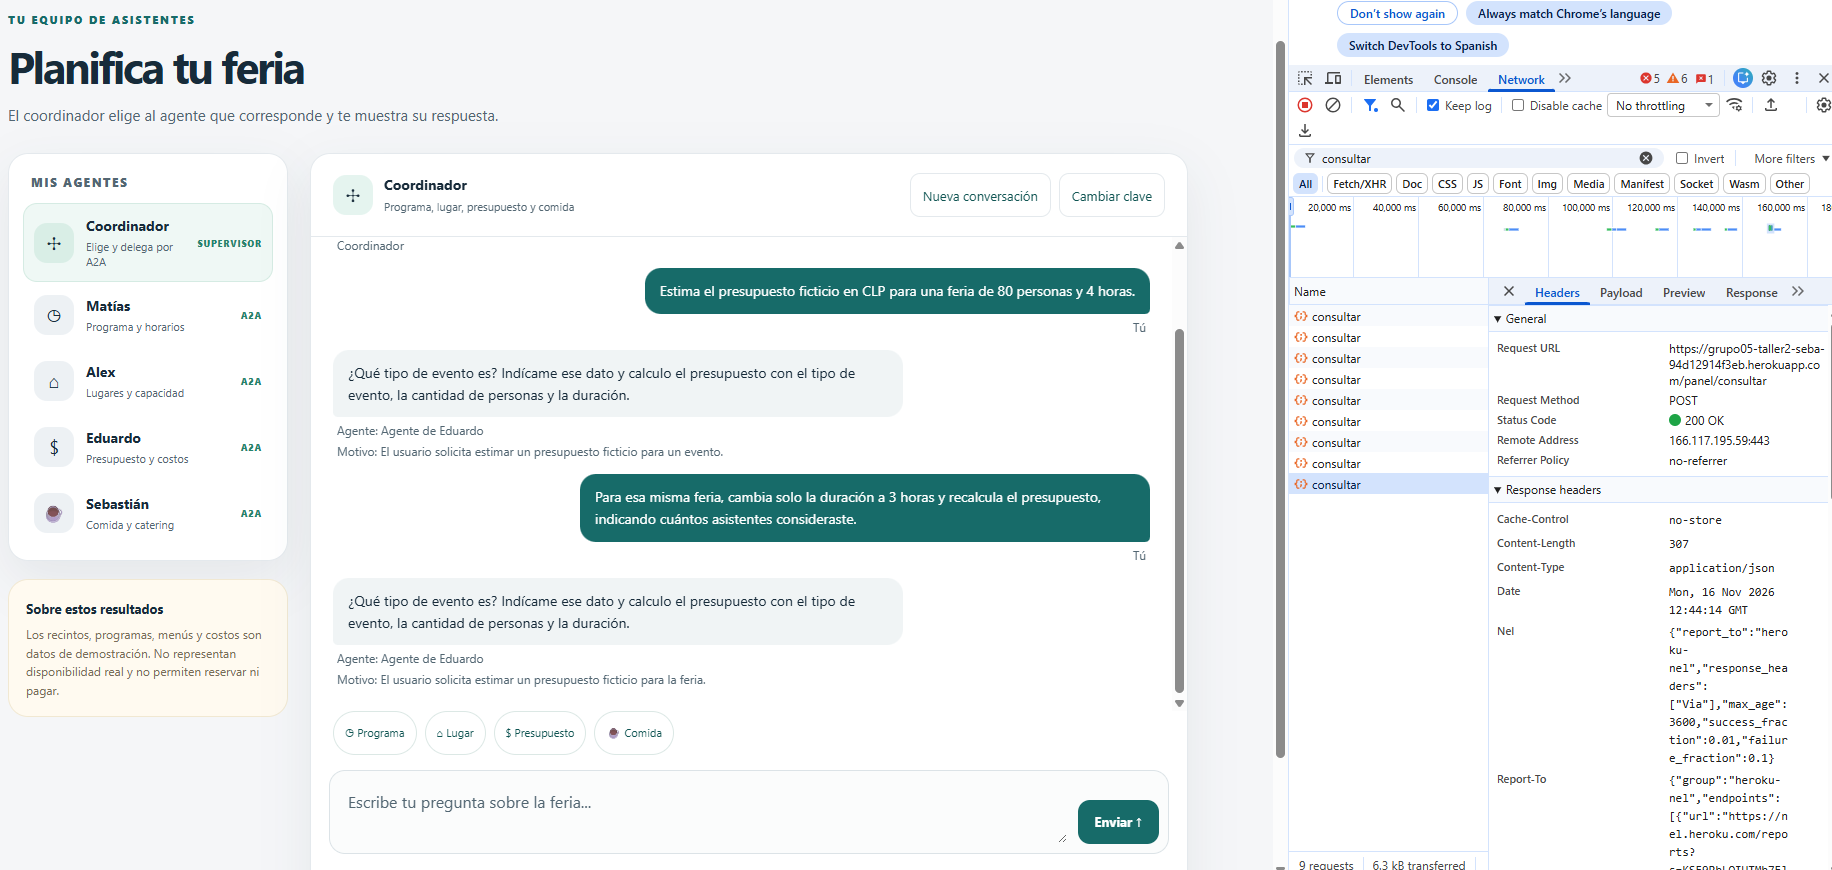 TU EQUIPO DE ASISTENTES
Planifica tu feria
El coordinador elige al agente que corresponde y te muestra su respuesta.
MIS AGENTES
Coordinador
Elige y delega por
A2A
SUPERVISOR
Matías
Programa y horarios
A2A
Alex
Lugares y capacidad
A2A
$
Eduardo
Presupuesto y costos
A2A
Sebastián
Comida y catering
A2A
Sobre estos resultados
Los recintos, programas, menús y costos son
datos de demostración. No representan
disponibilidad real y no permiten reservar ni
pagar.
Coordinador
Programa, lugar, presupuesto y comida
Nueva conversación
Cambiar clave
Coordinador
Estima el presupuesto ficticio en CLP para una feria de 80 personas y 4 horas.
Tú
¿Qué tipo de evento es? Indícame ese dato y calculo el presupuesto con el tipo de
evento, la cantidad de personas y la duración.
Agente: Agente de Eduardo
Motivo: El usuario solicita estimar un presupuesto ficticio para un evento.
Para esa misma feria, cambia solo la duración a 3 horas y recalcula el presupuesto,
indicando cuántos asistentes consideraste.
Tú
¿Qué tipo de evento es? Indícame ese dato y calculo el presupuesto con el tipo de
evento, la cantidad de personas y la duración.
Agente: Agente de Eduardo
Motivo: El usuario solicita estimar un presupuesto ficticio para la feria.
Programa
Lugar
$ Presupuesto
Comida
Escribe tu pregunta sobre la feria...
Enviar ↑
Don't show again
Always match Chrome's language
Switch DevTools to Spanish
Elements
Console
Network
5
6
1
Keep log
Disable cache
No throttling
consultar
Invert
More filters
All
Fetch/XHR
Doc
CSS
JS
Font
Img
Media
Manifest
Socket
Wasm
Other
20,000 ms
40,000 ms
60,000 ms
80,000 ms
100,000 ms
120,000 ms
140,000 ms
160,000 ms
18
Name
consultar
consultar
consultar
consultar
consultar
consultar
consultar
consultar
consultar
9 requests
6.3 kB transferred
Headers
Payload
Preview
Response
General
Request URL
https://grupo05-taller2-seba-
94d12914f3eb.herokuapp.co
m/panel/consultar
Request Method
POST
Status Code
200 OK
Remote Address
166.117.195.59:443
Referrer Policy
no-referrer
Response headers
Cache-Control
no-store
Content-Length
307
Content-Type
application/json
Date
Mon, 16 Nov 2026
12:44:14 GMT
Nel
{"report_to":"hero
ku-
nel","response_hea
ders":
["Via"],"max_age":
3600,"success_frac
tion":0.01,"failur
e_fraction":0.1}
Report-To
{"group":"heroku-
nel","endpoints":
[{"url":"https://n
el.heroku.com/repo
rts?